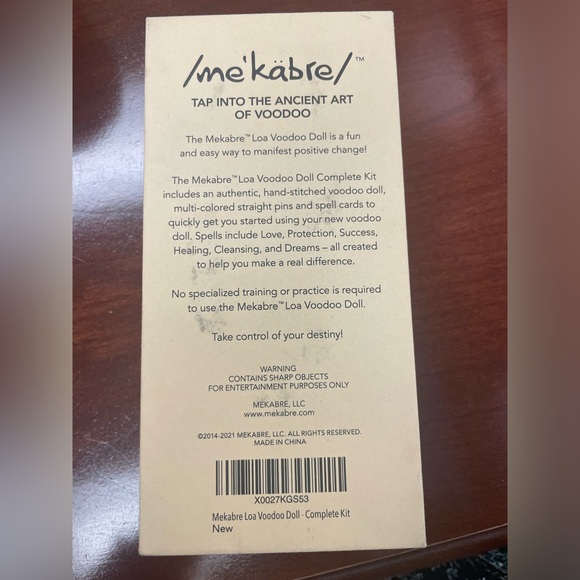 /me'käbre/™
TAP INTO THE ANCIENT ART
OF VOODOO
The Mekabre™ Loa Voodoo Doll is a fun
and easy way to manifest positive change!
The Mekabre™ Loa Voodoo Doll Complete Kit
includes an authentic, hand-stitched voodoo doll,
multi-colored straight pins and spell cards to
quickly get you started using your new voodoo
doll. Spells include Love, Protection, Success,
Healing, Cleansing, and Dreams – all created
to help you make a real difference.
No specialized training or practice is required
to use the Mekabre™ Loa Voodoo Doll.
Take control of your destiny!
WARNING
CONTAINS SHARP OBJECTS
FOR ENTERTAINMENT PURPOSES ONLY
MEKABRE, LLC
www.mekabre.com
©2014-2021 MEKABRE, LLC. ALL RIGHTS RESERVED.
MADE IN CHINA
X0027KGS53
Mekabre Loa Voodoo Doll - Complete Kit
New